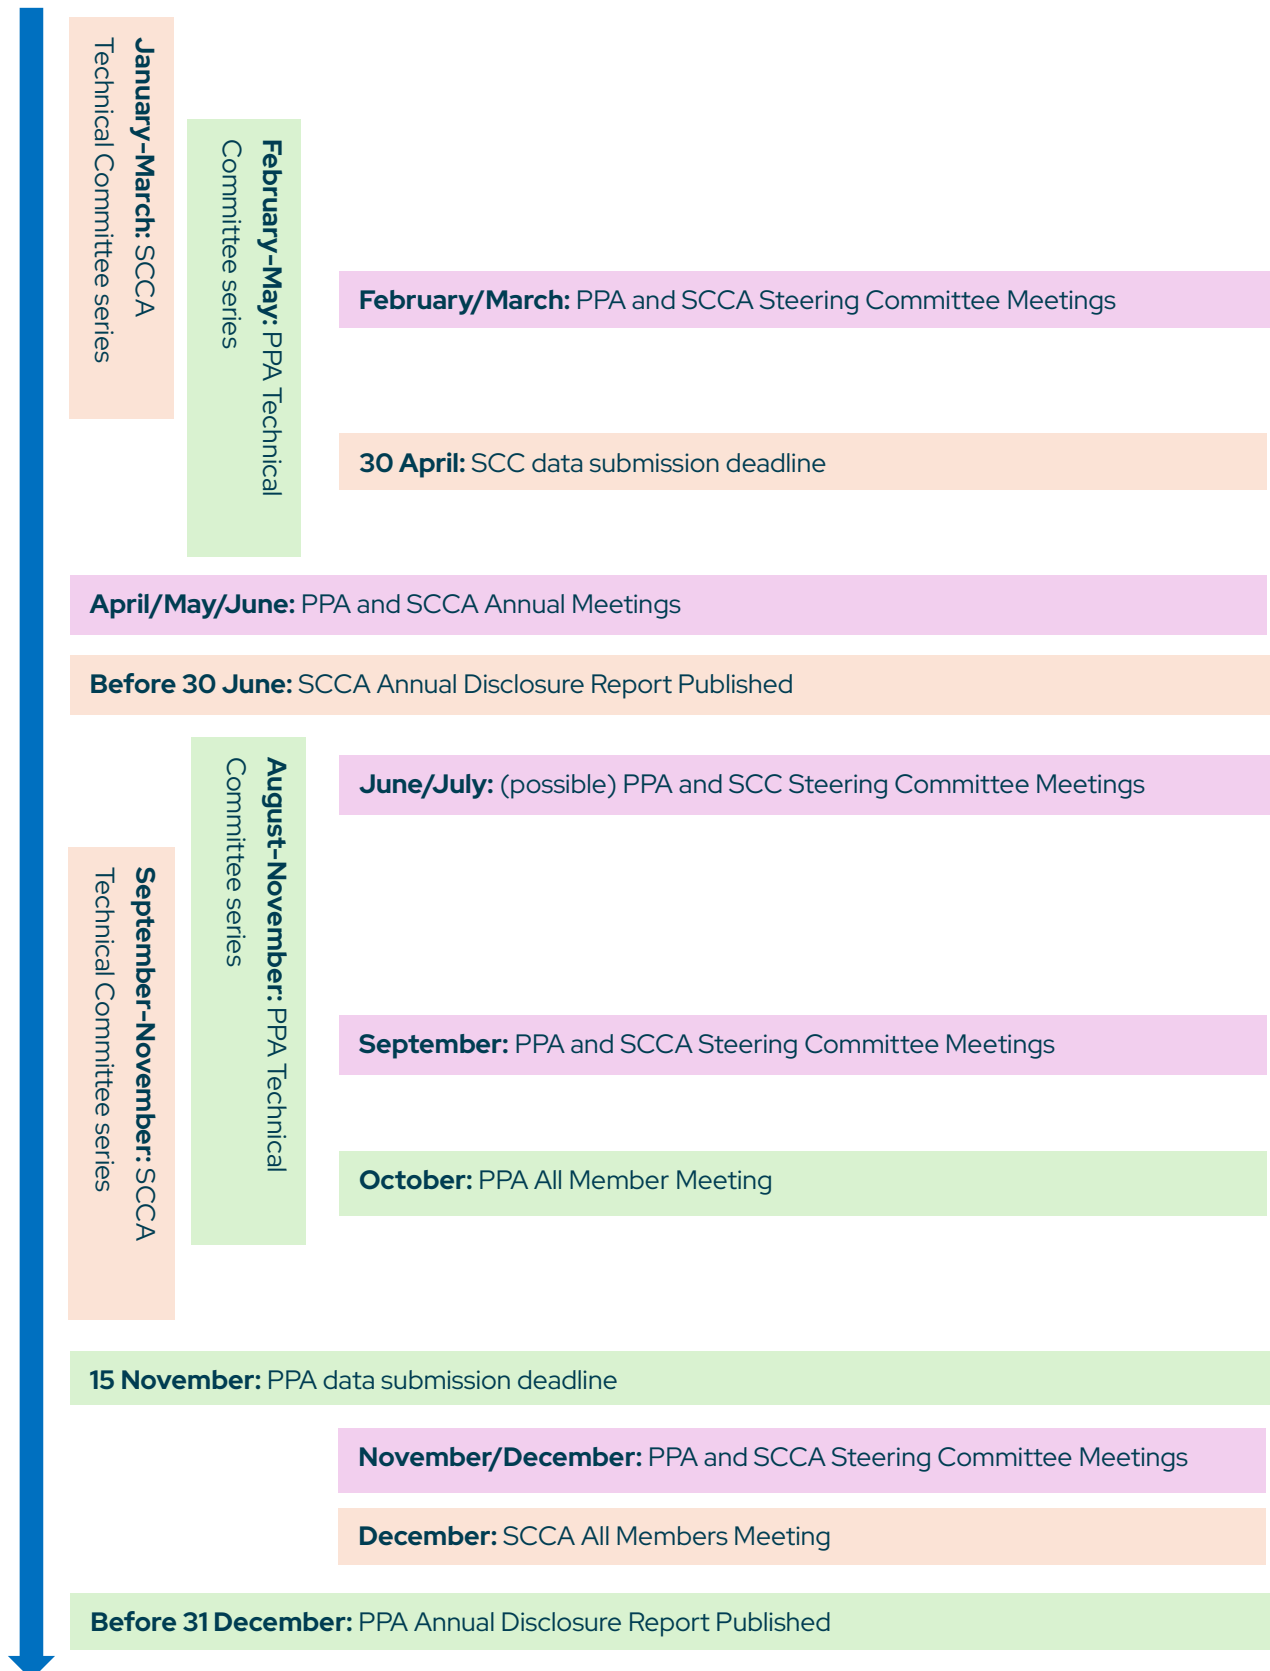 January-March: SCCA
Technical Committee series
February-May: PPA Technical
Committee series
February/March: PPA and SCCA Steering Committee Meetings
30 April: SCC data submission deadline
April/May/June: PPA and SCCA Annual Meetings
Before 30 June: SCCA Annual Disclosure Report Published
August-November: PPA Technical
Committee series
June/July: (possible) PPA and SCC Steering Committee Meetings
September-November: SCCA
Technical Committee series
September: PPA and SCCA Steering Committee Meetings
October: PPA All Member Meeting
15 November: PPA data submission deadline
November/December: PPA and SCCA Steering Committee Meetings
December: SCCA All Members Meeting
Before 31 December: PPA Annual Disclosure Report Published